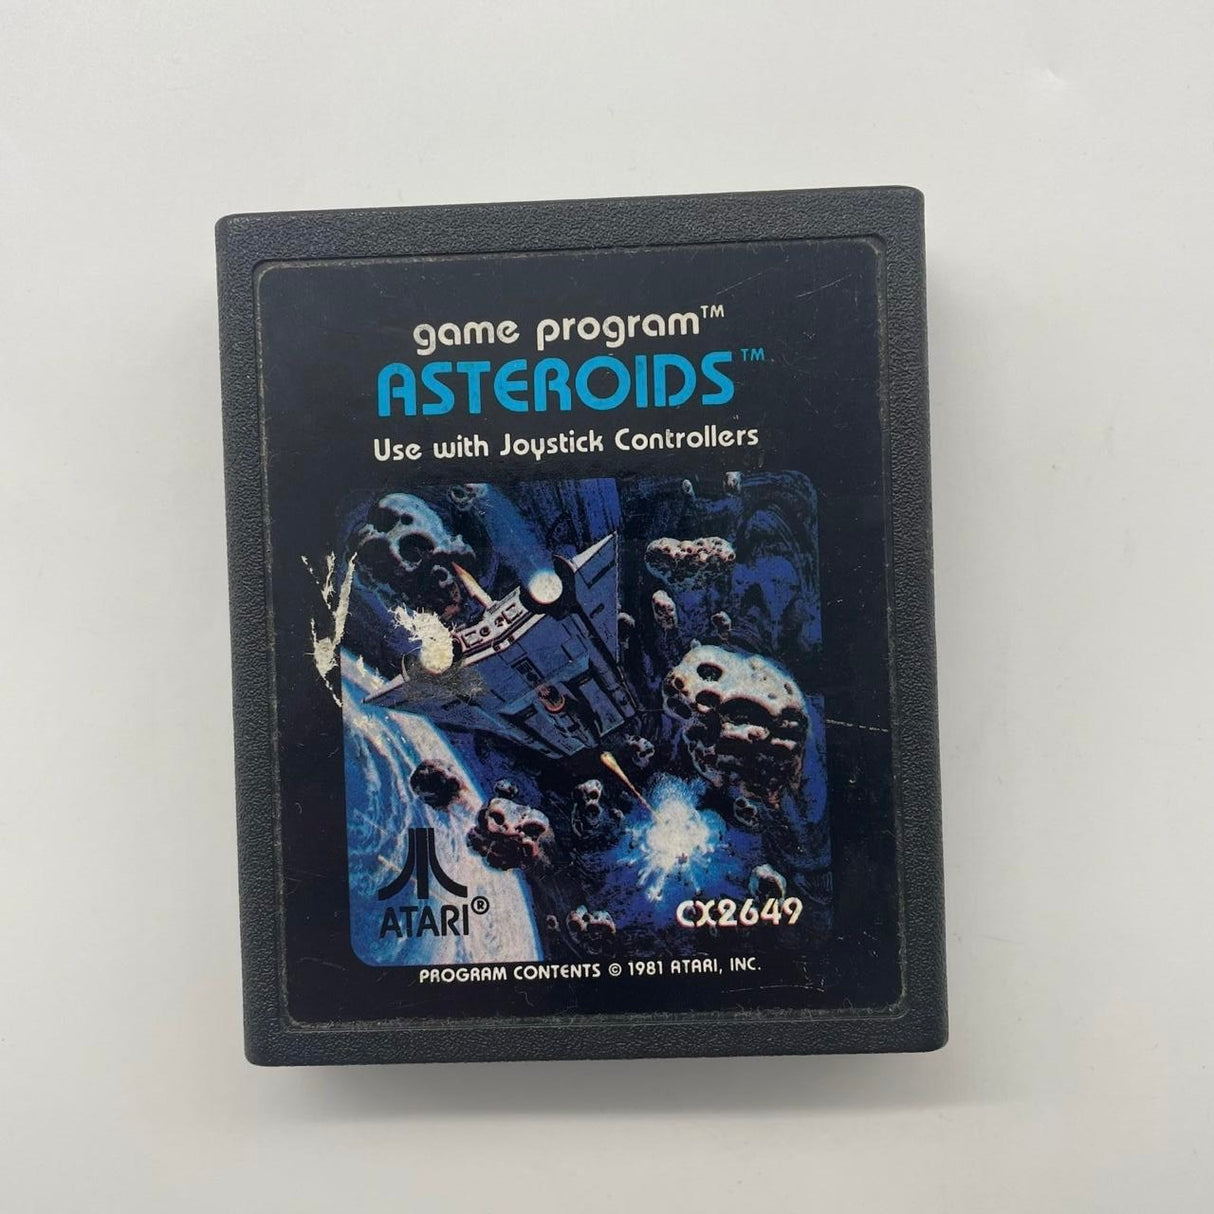 game program™
ASTEROIDS™
Use with Joystick Controllers
ATARI®
CX2649
PROGRAM CONTENTS © 1981 ATARI, INC.